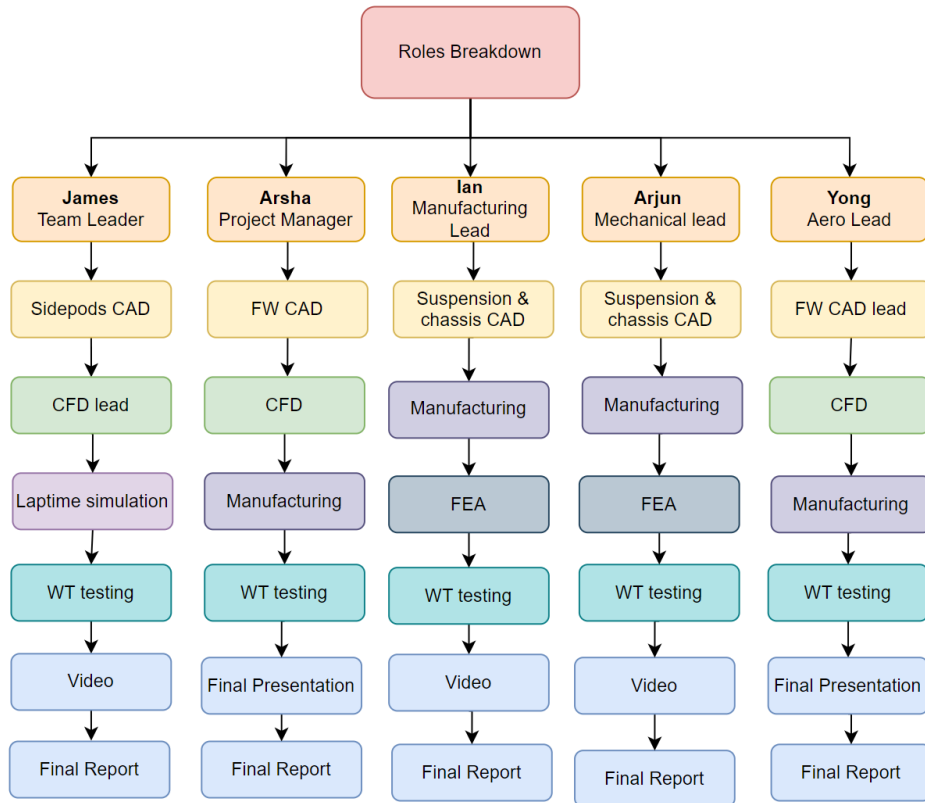 Roles Breakdown
James
Team Leader
Arsha
Project Manager
Ian
Manufacturing
Lead
Arjun
Mechanical lead
Yong
Aero Lead
Sidepods CAD
FW CAD
Suspension &
chassis CAD
Suspension &
chassis CAD
FW CAD lead
CFD lead
CFD
Manufacturing
Manufacturing
CFD
Laptime simulation
Manufacturing
FEA
FEA
Manufacturing
WT testing
WT testing
WT testing
WT testing
WT testing
Video
Final Presentation
Video
Video
Final Presentation
Final Report
Final Report
Final Report
Final Report
Final Report